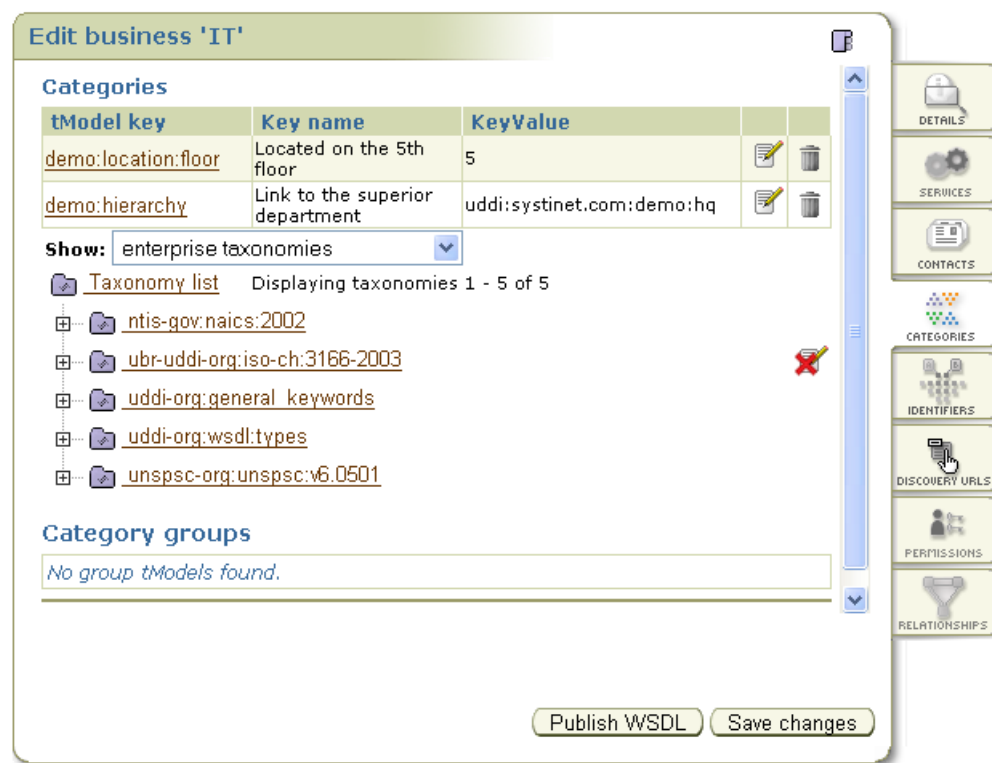 Edit business 'IT'
Categories
tModel key Key name KeyValue
demo:location:floor Located on the 5th floor 5
demo:hierarchy Link to the superior department uddi:systinet.com:demo:hq
Show: enterprise taxonomies
Taxonomy list Displaying taxonomies 1 - 5 of 5
ntis-gov:naics:2002
ubr-uddi-org:iso-ch:3166-2003
uddi-org:general_keywords
uddi-org:wsdl:types
unspsc-org:unspsc:v6.0501
Category groups
No group tModels found.
Publish WSDL Save changes
DETAILS
SERVICES
CONTACTS
CATEGORIES
IDENTIFIERS
DISCOVERY URLS
PERMISSIONS
RELATIONSHIPS